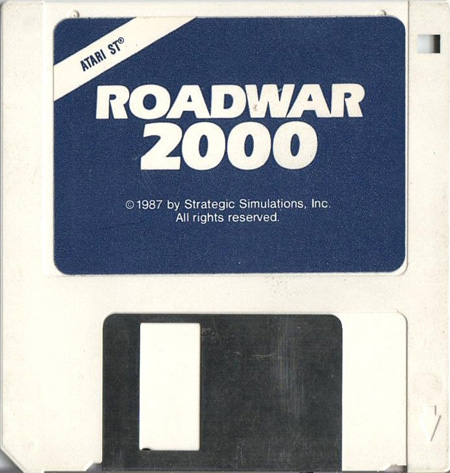 ATARI ST®
ROADWAR
2000
© 1987 by Strategic Simulations, Inc.
All rights reserved.